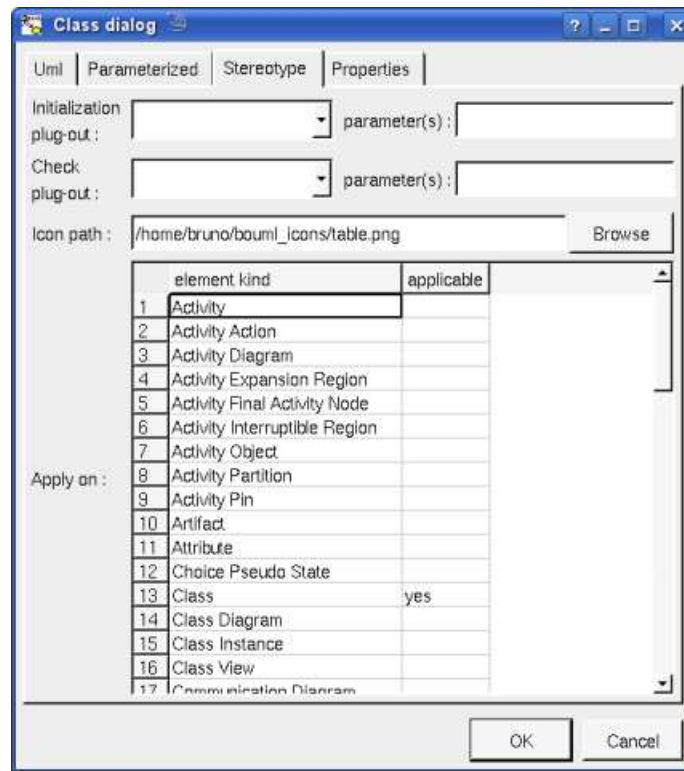 Class dialog
Uml Parameterized Stereotype Properties
Initialization plug-out : parameter(s) :
Check plug-out : parameter(s) :
Icon path : /home/bruno/bouml_icons/table.png Browse
element kind applicable
1 Activity
2 Activity Action
3 Activity Diagram
4 Activity Expansion Region
5 Activity Final Activity Node
6 Activity Interruptible Region
7 Activity Object
Apply on : 8 Activity Partition
9 Activity Pin
10 Artifact
11 Attribute
12 Choice Pseudo State
13 Class yes
14 Class Diagram
15 Class Instance
16 Class View
17 Communication Diagram
OK Cancel